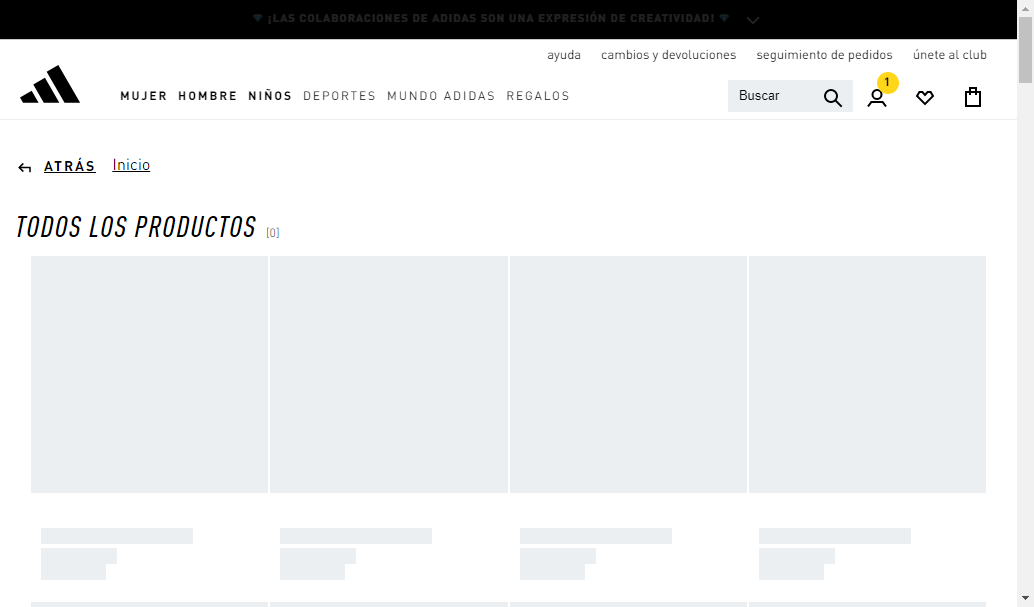 ¡LAS COLABORACIONES DE ADIDAS SON UNA EXPRESIÓN DE CREATIVIDAD!
ayuda cambios y devoluciones seguimiento de pedidos únete al club
MUJER HOMBRE NIÑOS DEPORTES MUNDO ADIDAS REGALOS Buscar 1
ATRÁS Inicio
TODOS LOS PRODUCTOS [0]